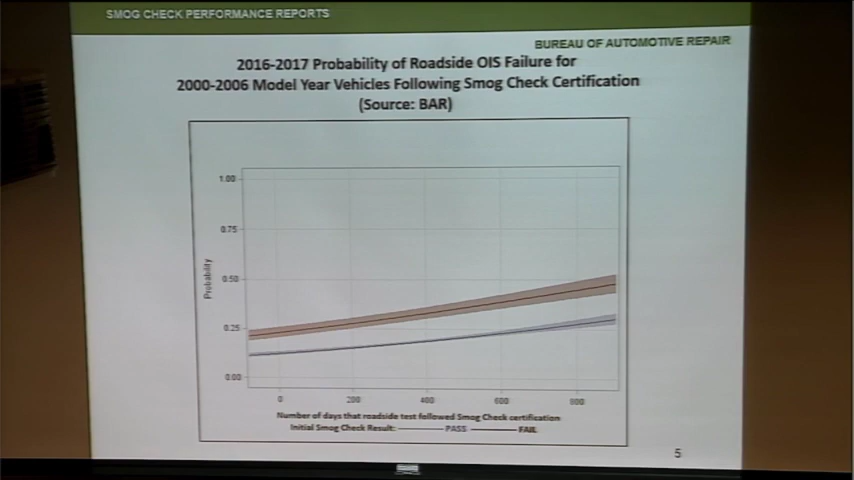 SMOG CHECK PERFORMANCE REPORTS
BUREAU OF AUTOMOTIVE REPAIR
2016-2017 Probability of Roadside OIS Failure for
2000-2006 Model Year Vehicles Following Smog Check Certification
(Source: BAR)
1.00
0.75
0.50
0.25
0.00
Probability
0 200 400 600 800
Number of days that roadside test followed Smog Check certification
Initial Smog Check Result: PASS FAIL
5